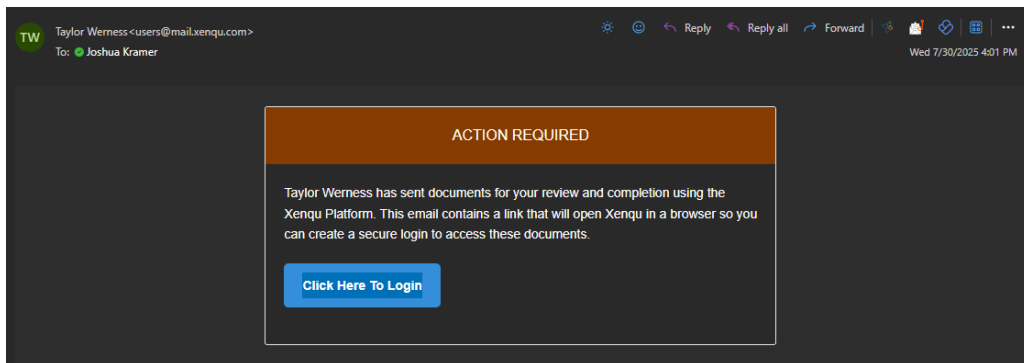 TW
Taylor Werness<users@mail.xenqu.com>
To: Joshua Kramer
Reply
Reply all
Forward
Wed 7/30/2025 4:01 PM
ACTION REQUIRED
Taylor Werness has sent documents for your review and completion using the
Xenqu Platform. This email contains a link that will open Xenqu in a browser so you
can create a secure login to access these documents.
Click Here To Login